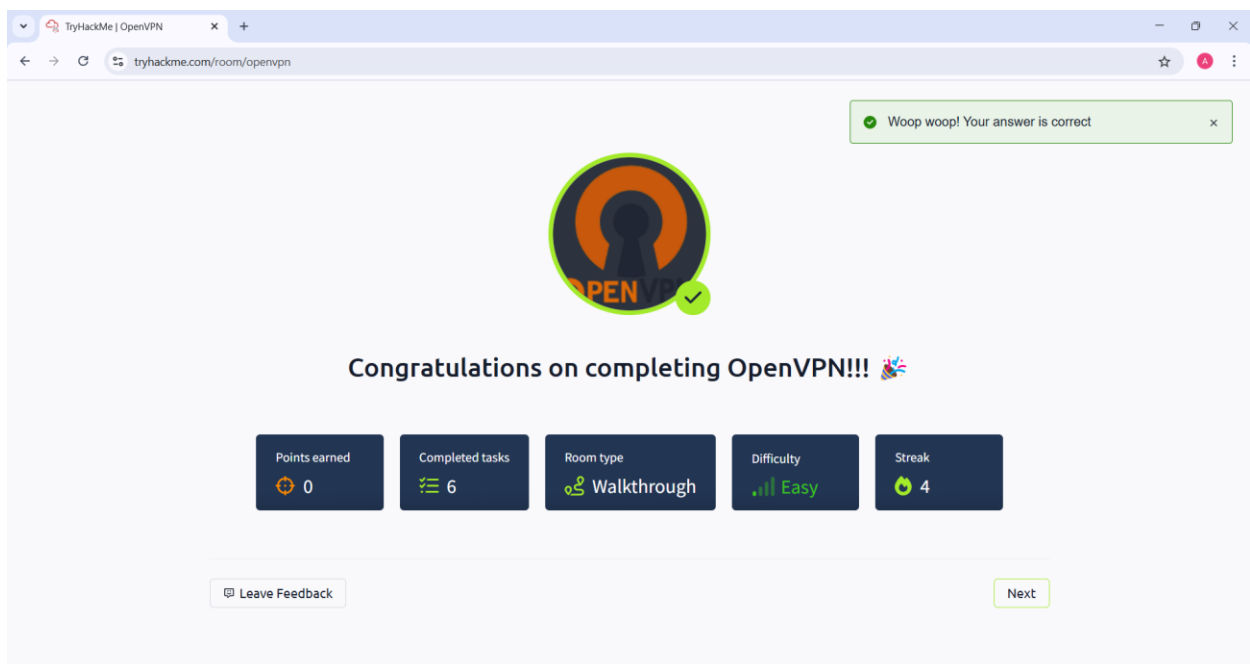 TryHackMe | OpenVPN
tryhackme.com/room/openvpn
A
Woop woop! Your answer is correct
OPENVPN
Congratulations on completing OpenVPN!!!
Points earned
0
Completed tasks
6
Room type
Walkthrough
Difficulty
Easy
Streak
4
Leave Feedback
Next